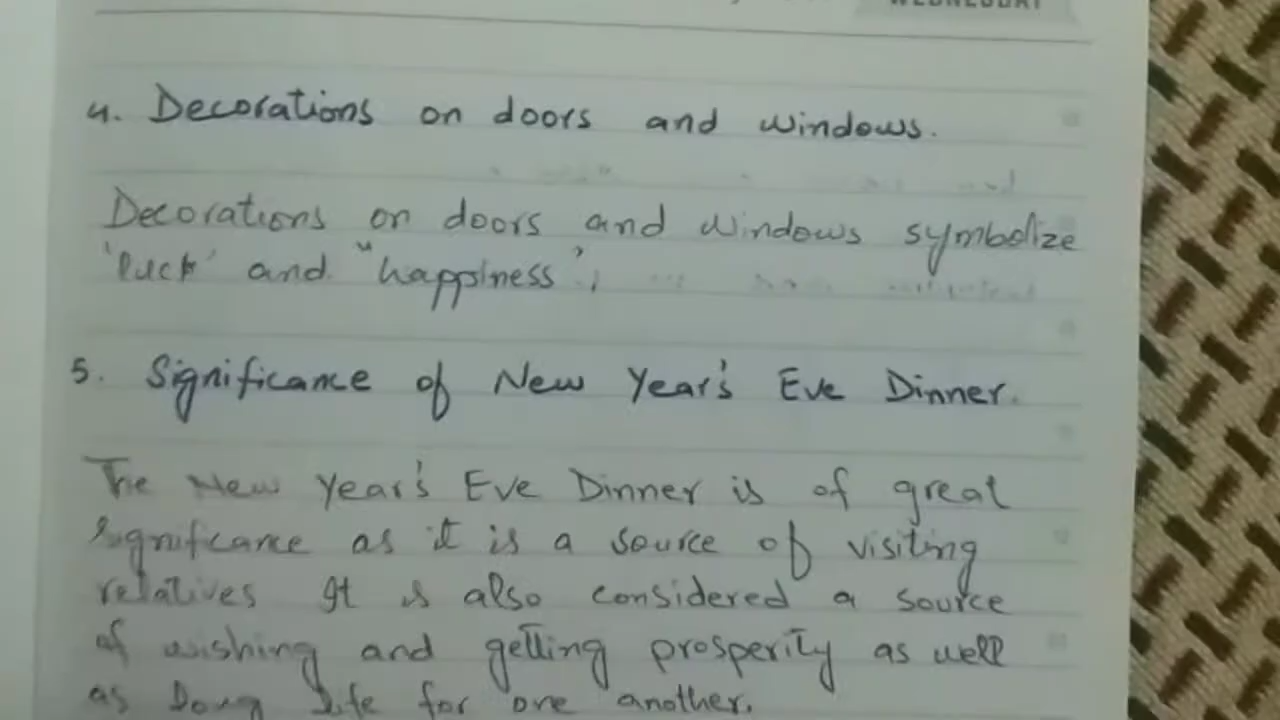 WEDNESDAY
4. Decorations on doors and windows.
Decorations on doors and windows symbolize
'luck' and "happiness',
5. Significance of New Year's Eve Dinner.
The New Year's Eve Dinner is of great
significance as it is a source of visiting
relatives It is also considered a source
of wishing and getting prosperity as well
as life for one another.